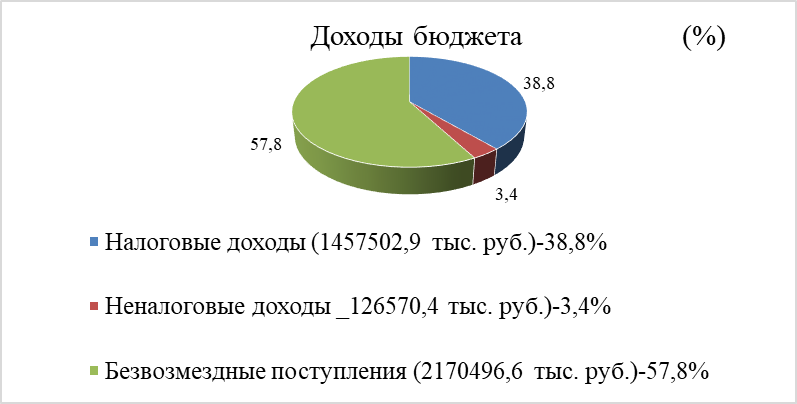 Доходы бюджета (%)
38,8
57,8
3,4
Налоговые доходы (1457502,9 тыс. руб.)-38,8%
Неналоговые доходы _126570,4 тыс. руб.)-3,4%
Безвозмездные поступления (2170496,6 тыс. руб.)-57,8%